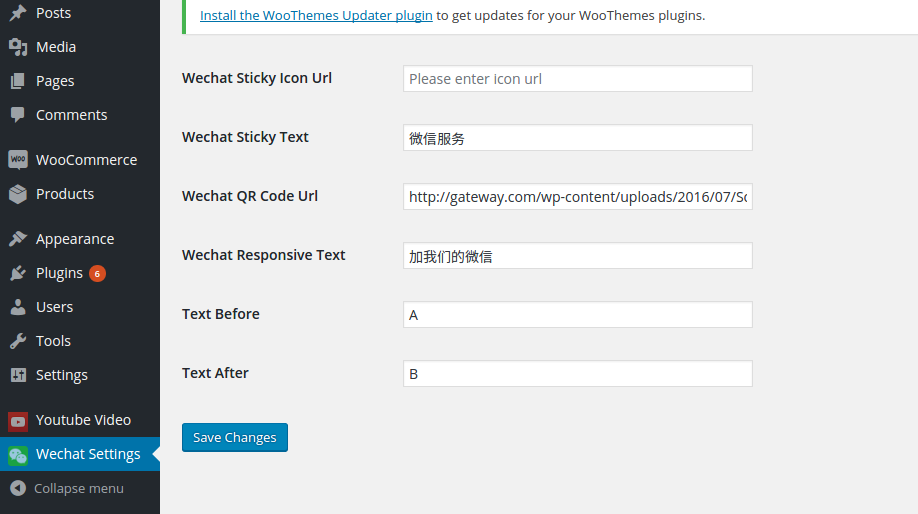 Posts
Media
Pages
Comments
WOO WooCommerce
Products
Appearance
Plugins 6
Users
Tools
Settings
Youtube Video
Wechat Settings
Collapse menu
Install the WooThemes Updater plugin to get updates for your WooThemes plugins.
Wechat Sticky Icon Url Please enter icon url
Wechat Sticky Text 微信服务
Wechat QR Code Url http://gateway.com/wp-content/uploads/2016/07/Sc
Wechat Responsive Text 加我们的微信
Text Before A
Text After B
Save Changes